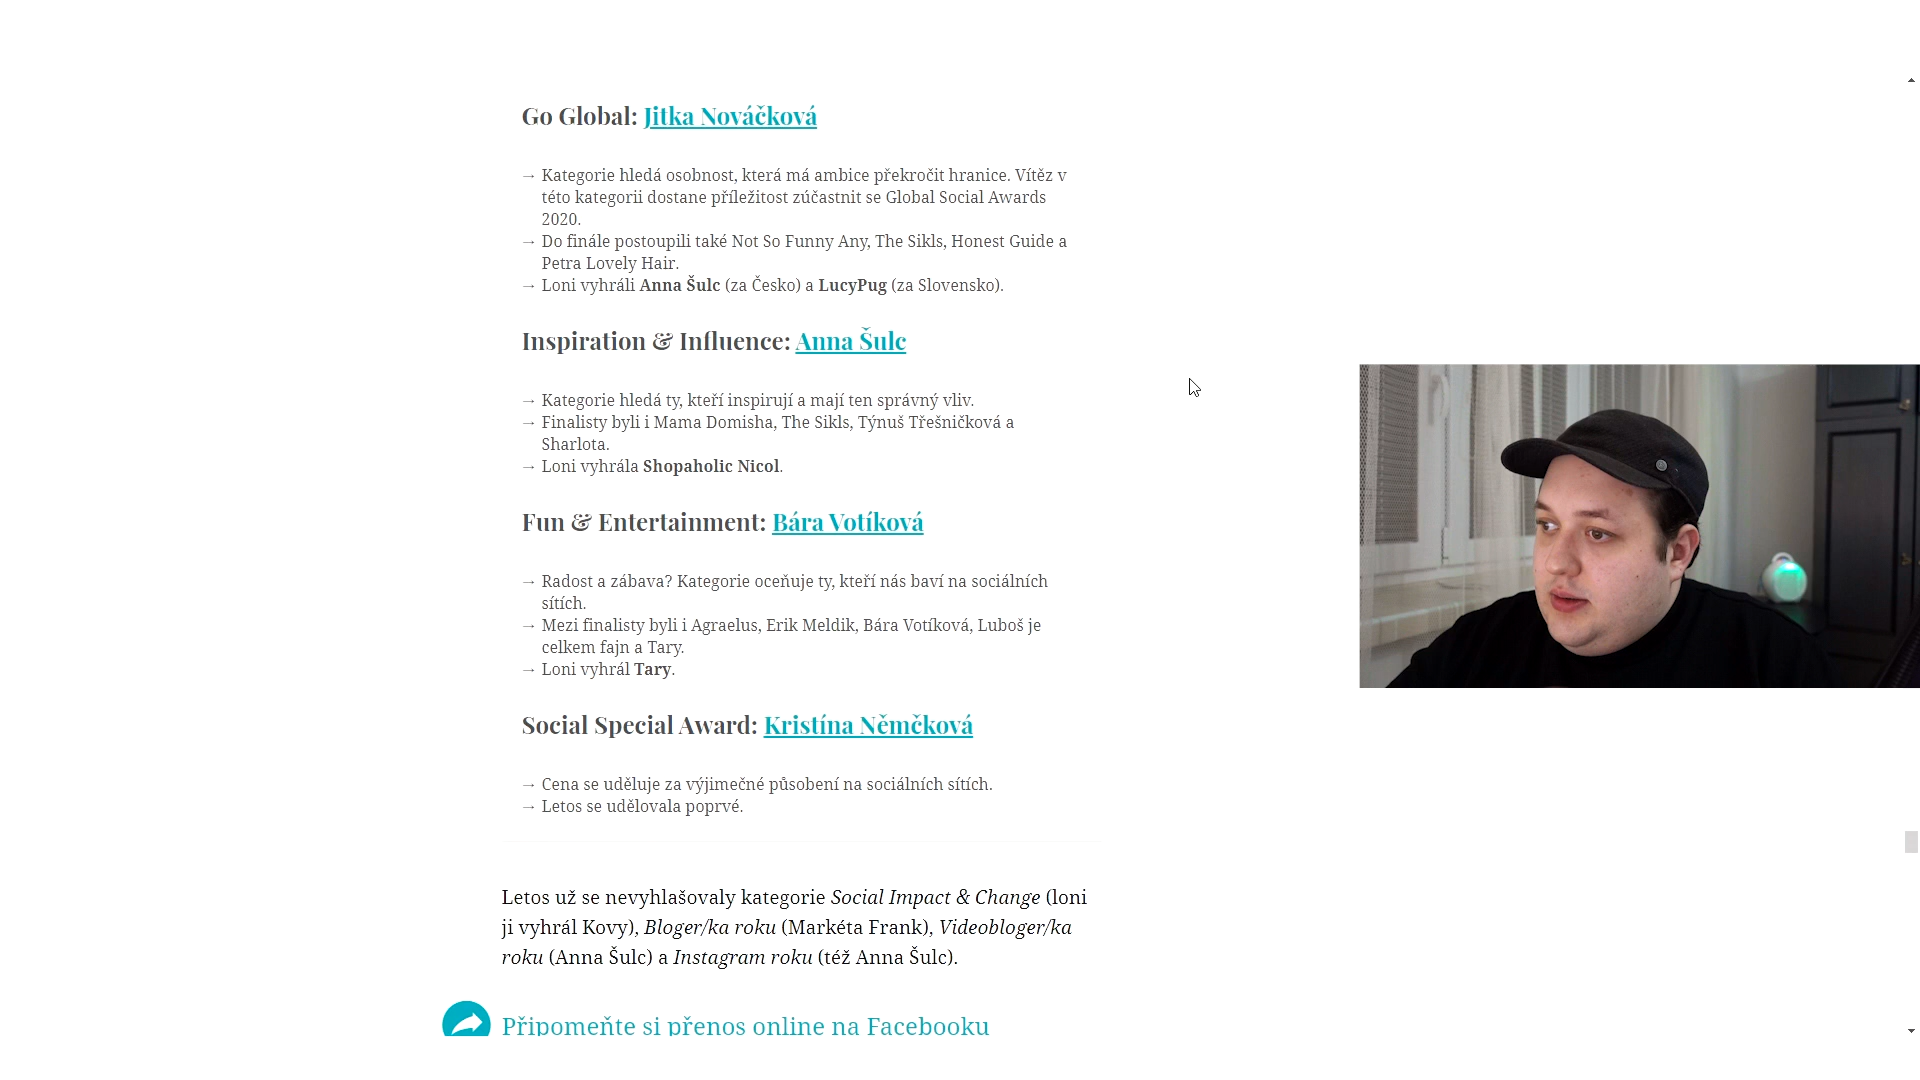 Go Global: Jitka Nováčková
→ Kategorie hledá osobnost, která má ambice překročit hranice. Vítěz v
této kategorii dostane příležitost zúčastnit se Global Social Awards
2020.
→ Do finále postoupili také Not So Funny Any, The Sikls, Honest Guide a
Petra Lovely Hair.
→ Loni vyhráli Anna Šulc (za Česko) a LucyPug (za Slovensko).
Inspiration & Influence: Anna Šulc
→ Kategorie hledá ty, kteří inspirují a mají ten správný vliv.
→ Finalisty byli i Mama Domisha, The Sikls, Týnuš Třešničková a
Sharlota.
→ Loni vyhrála Shopaholic Nicol.
Fun & Entertainment: Bára Votíková
→ Radost a zábava? Kategorie oceňuje ty, kteří nás baví na sociálních
sítích.
→ Mezi finalisty byli i Agraelus, Erik Meldik, Bára Votíková, Luboš je
celkem fajn a Tary.
→ Loni vyhrál Tary.
Social Special Award: Kristína Němčková
→ Cena se uděluje za výjimečné působení na sociálních sítích.
→ Letos se udělovala poprvé.
Letos už se nevyhlašovaly kategorie Social Impact & Change (loni
ji vyhrál Kovy), Bloger/ka roku (Markéta Frank), Videobloger/ka
roku (Anna Šulc) a Instagram roku (též Anna Šulc).
Připomeňte si přenos online na Facebooku